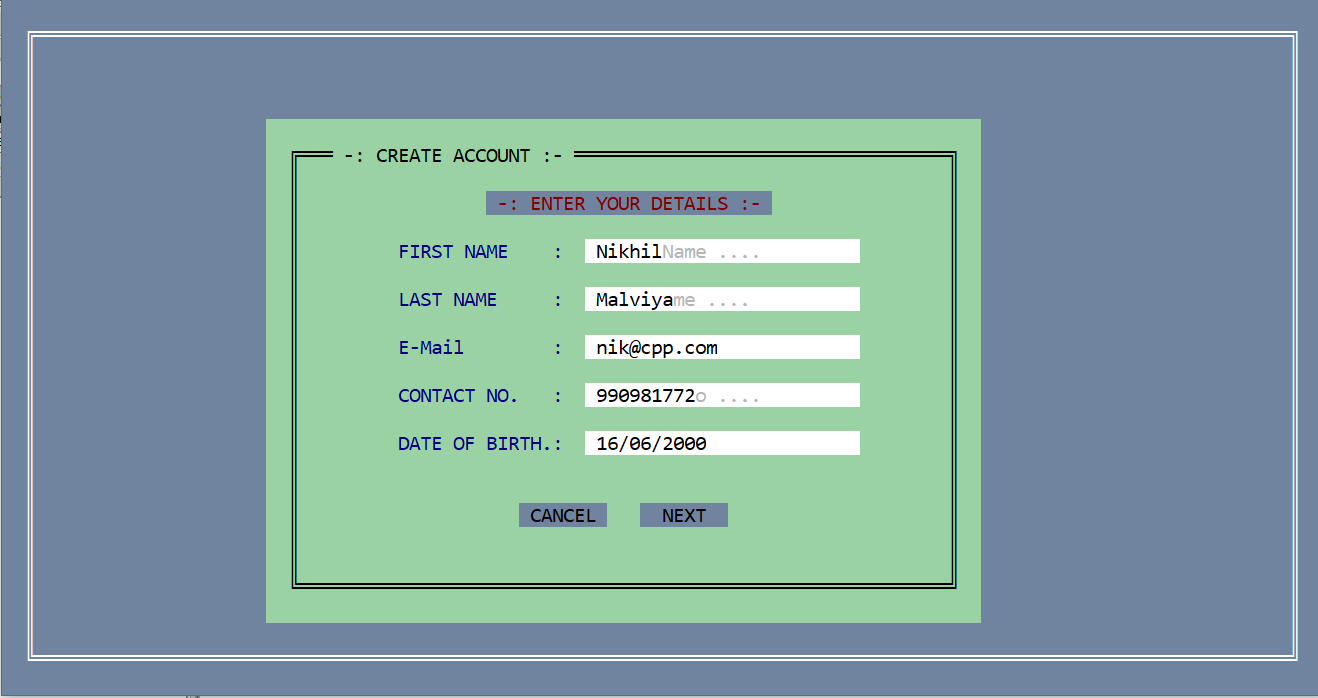 -: CREATE ACCOUNT :-
-: ENTER YOUR DETAILS :-
FIRST NAME : NikhilName ....
LAST NAME : Malviyame ....
E-Mail : nik@cpp.com
CONTACT NO. : 990981772o ....
DATE OF BIRTH.: 16/06/2000
CANCEL NEXT